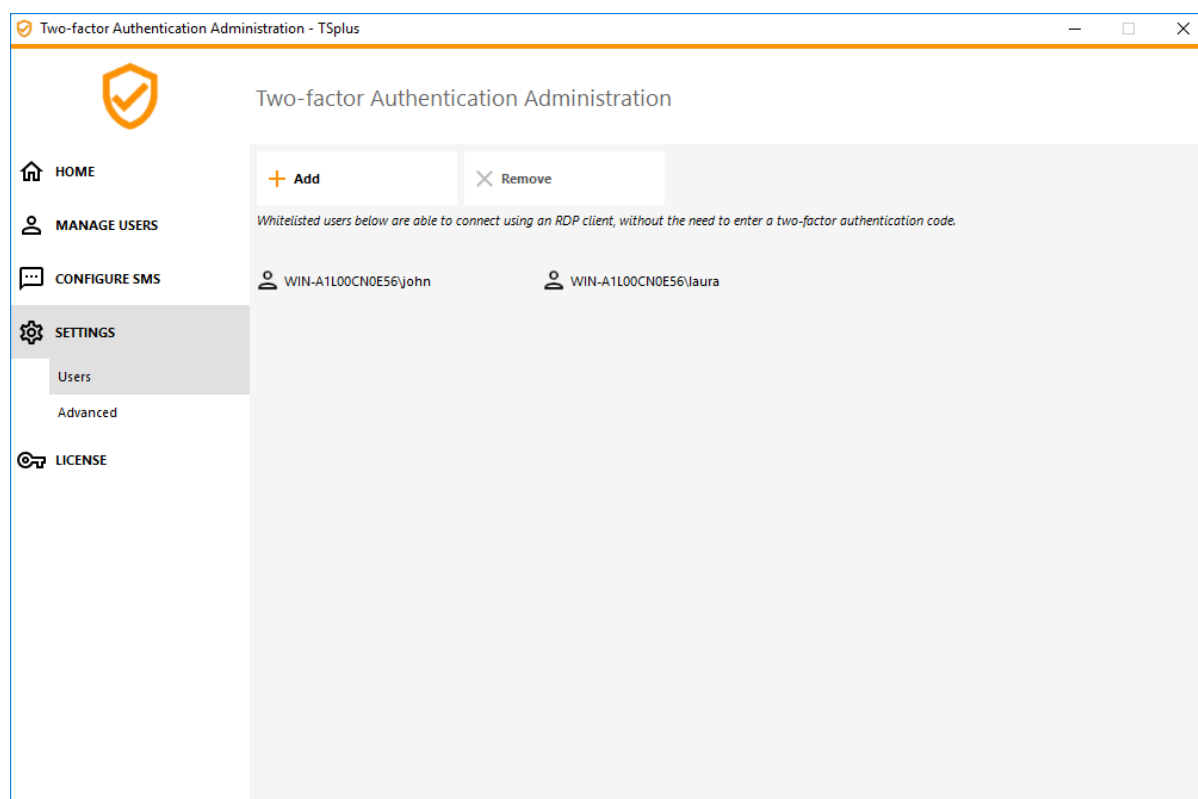 Two-factor Authentication Administration - TSplus
Two-factor Authentication Administration
HOME
MANAGE USERS
CONFIGURE SMS
SETTINGS
Users
Advanced
LICENSE
Add
Remove
Whitelisted users below are able to connect using an RDP client, without the need to enter a two-factor authentication code.
WIN-A1L00CN0E56\john
WIN-A1L00CN0E56\laura